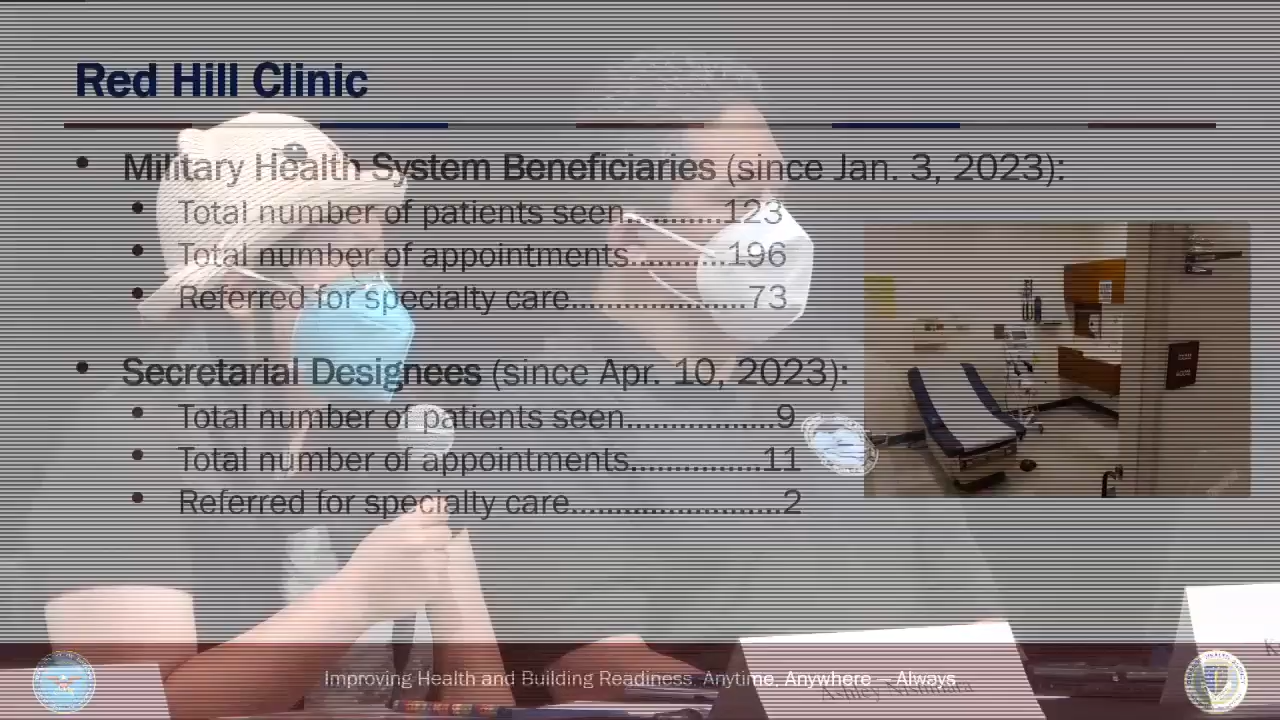 Red Hill Clinic
• Military Health System Beneficiaries (since Jan. 3, 2023):
• Total number of patients seen..........123
• Total number of appointments..........196
• Referred for specialty care..................73
• Secretarial Designees (since Apr. 10, 2023):
• Total number of patients seen...............9
• Total number of appointments.............11
• Referred for specialty care......................2
Improving Health and Building Readiness. Anytime, Anywhere — Always
Ashley Nishihara